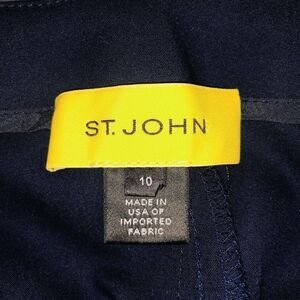 ST. JOHN
10
MADE IN
USA OF
IMPORTED
FABRIC